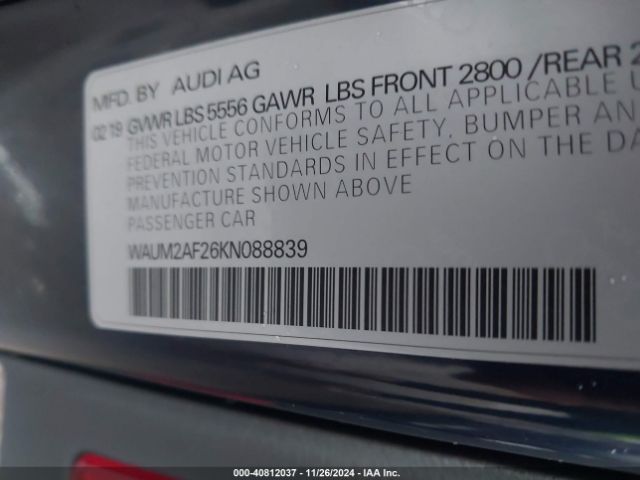 MFD. BY AUDI AG
02 19 GVWR LBS 5556 GAWR LBS FRONT 2800 /REAR 2
THIS VEHICLE CONFORMS TO ALL APPLICABLE U
FEDERAL MOTOR VEHICLE SAFETY, BUMPER AN
PREVENTION STANDARDS IN EFFECT ON THE DA
MANUFACTURE SHOWN ABOVE
PASSENGER CAR
WAUM2AF26KN088839
000-40812037 - 11/26/2024 - IAA Inc.